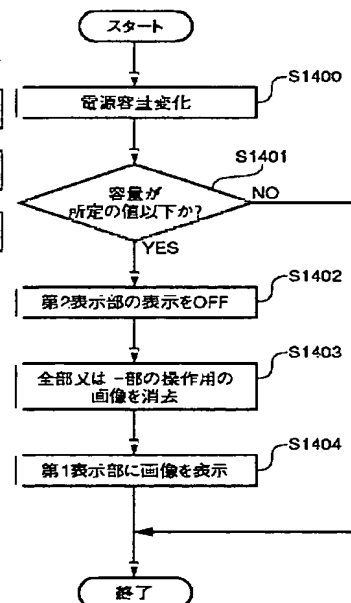 スタート
電源容量変化
S1400
S1401
容量が
所定の値以下か?
NO
YES
S1402
第2表示部の表示をOFF
S1403
全部又は一部の操作用の
画像を消去
S1404
第1表示部に画像を表示
終了